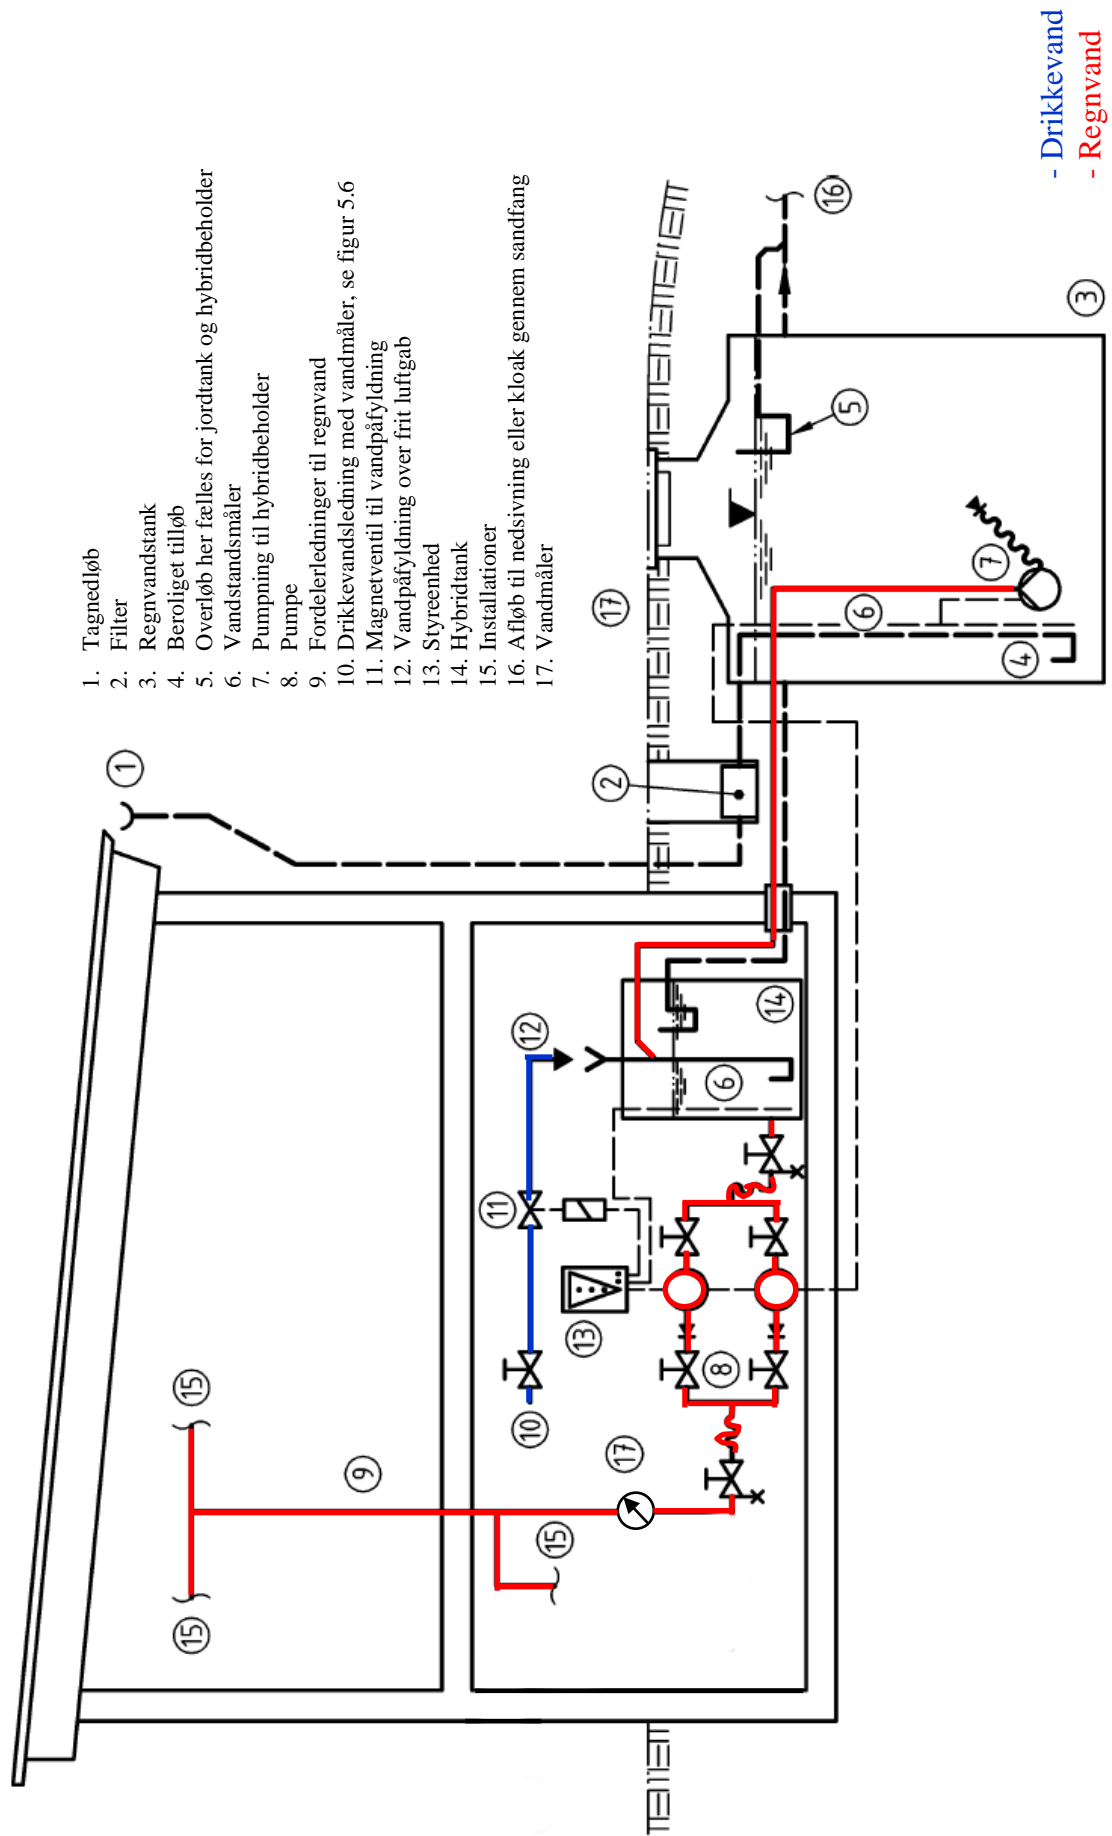 1. Tagnedløb
2. Filter
3. Regnvandstank
4. Beroliget tilløb
5. Overløb her fælles for jordtank og hybridbeholder
6. Vandstandsmåler
7. Pumpning til hybridbeholder
8. Pumpe
9. Fordelerledninger til regnvand
10. Drikkevandsledning med vandmåler, se figur 5.6
11. Magnetventil til vandpåfyldning
12. Vandpåfyldning over frit luftgab
13. Styreenhed
14. Hybridtank
15. Installationer
16. Afløb til nedsivning eller kloak gennem sandfang
17. Vandmåler
1
15
15
9
15
10
11
12
13
17
8
6
14
2
17
4
6
7
5
16
3
- Drikkevand
- Regnvand